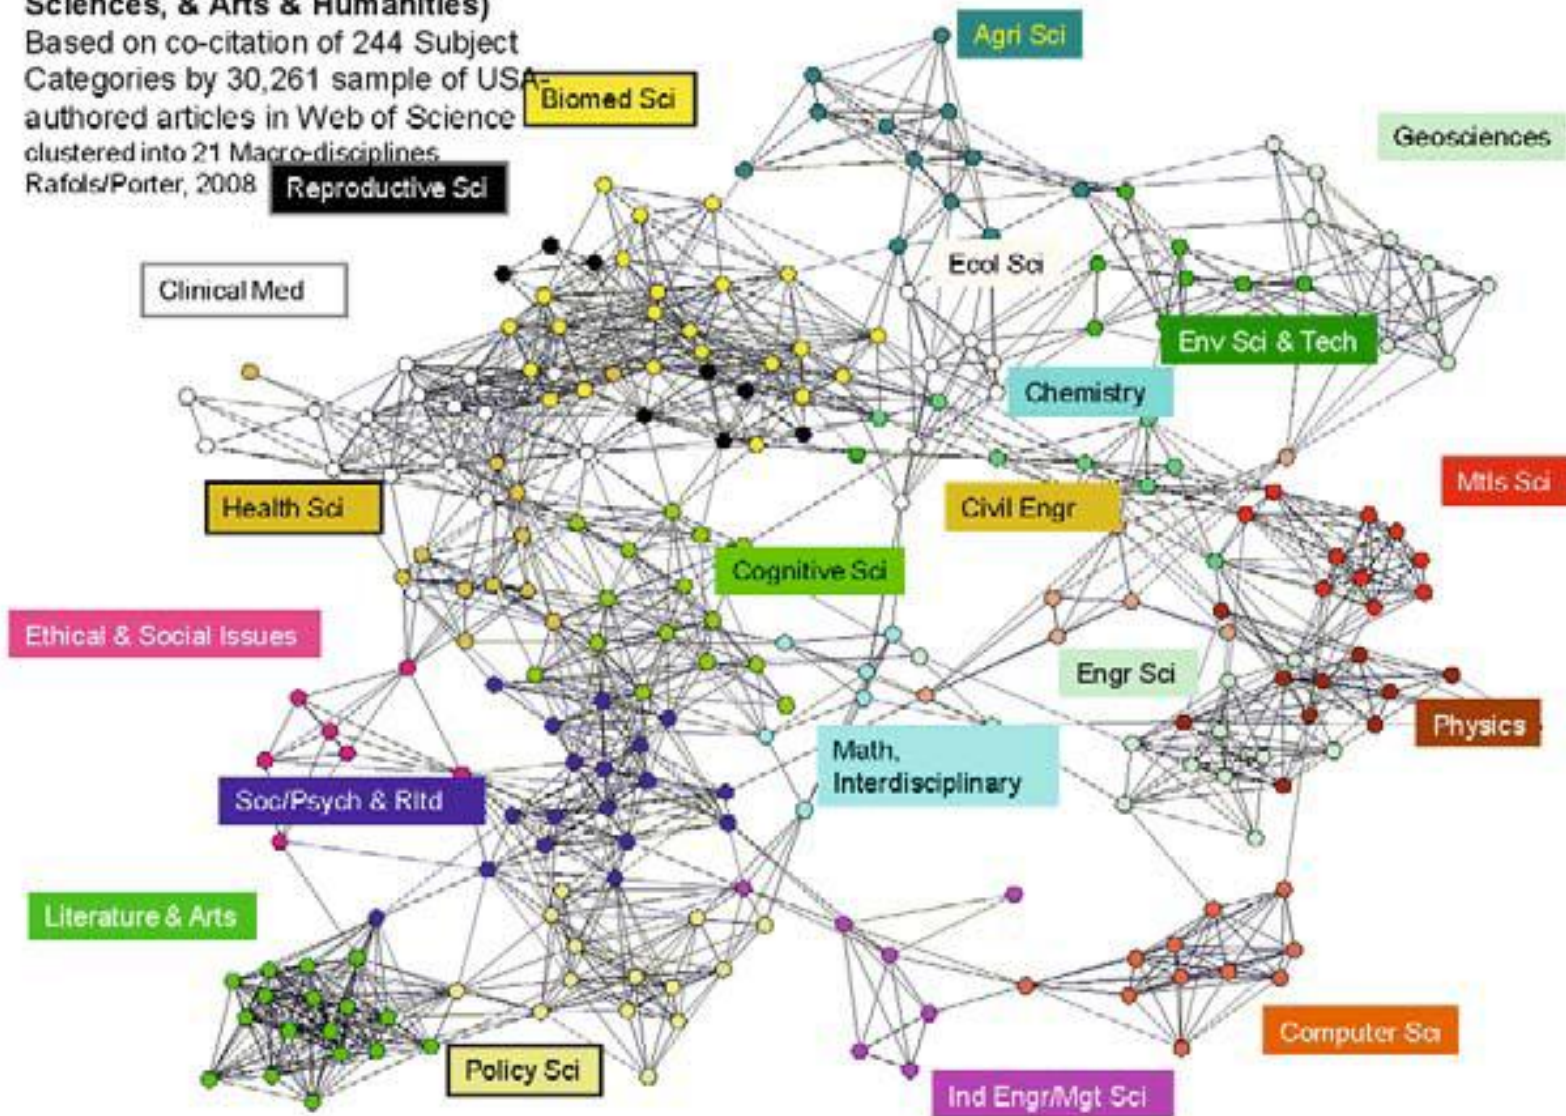 Sciences, & Arts & Humanities)
Based on co-citation of 244 Subject
Categories by 30,261 sample of USA-
authored articles in Web of Science
clustered into 21 Macro-disciplines
Rafols/Porter, 2008
Agri Sci
Biomed Sci
Geosciences
Reproductive Sci
Ecol Sci
Clinical Med
Env Sci & Tech
Chemistry
Mtls Sci
Health Sci
Civil Engr
Cognitive Sci
Ethical & Social Issues
Engr Sci
Physics
Math,
Interdisciplinary
Soc/Psych & Rltd
Literature & Arts
Computer Sci
Policy Sci
Ind Engr/Mgt Sci